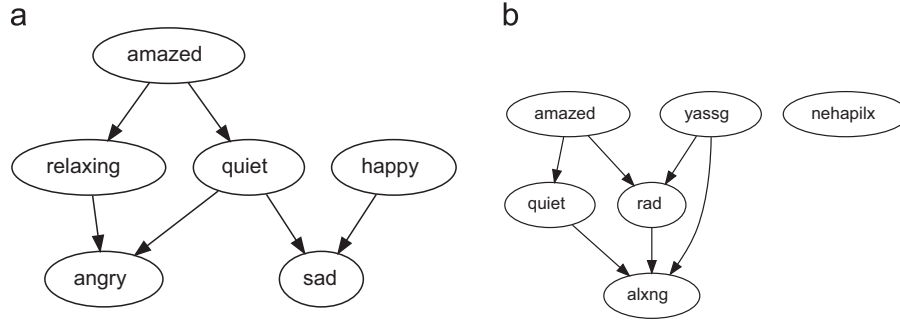 a
amazed
relaxing quiet happy
angry sad
b
amazed yassg nehapilx
quiet rad
alxng